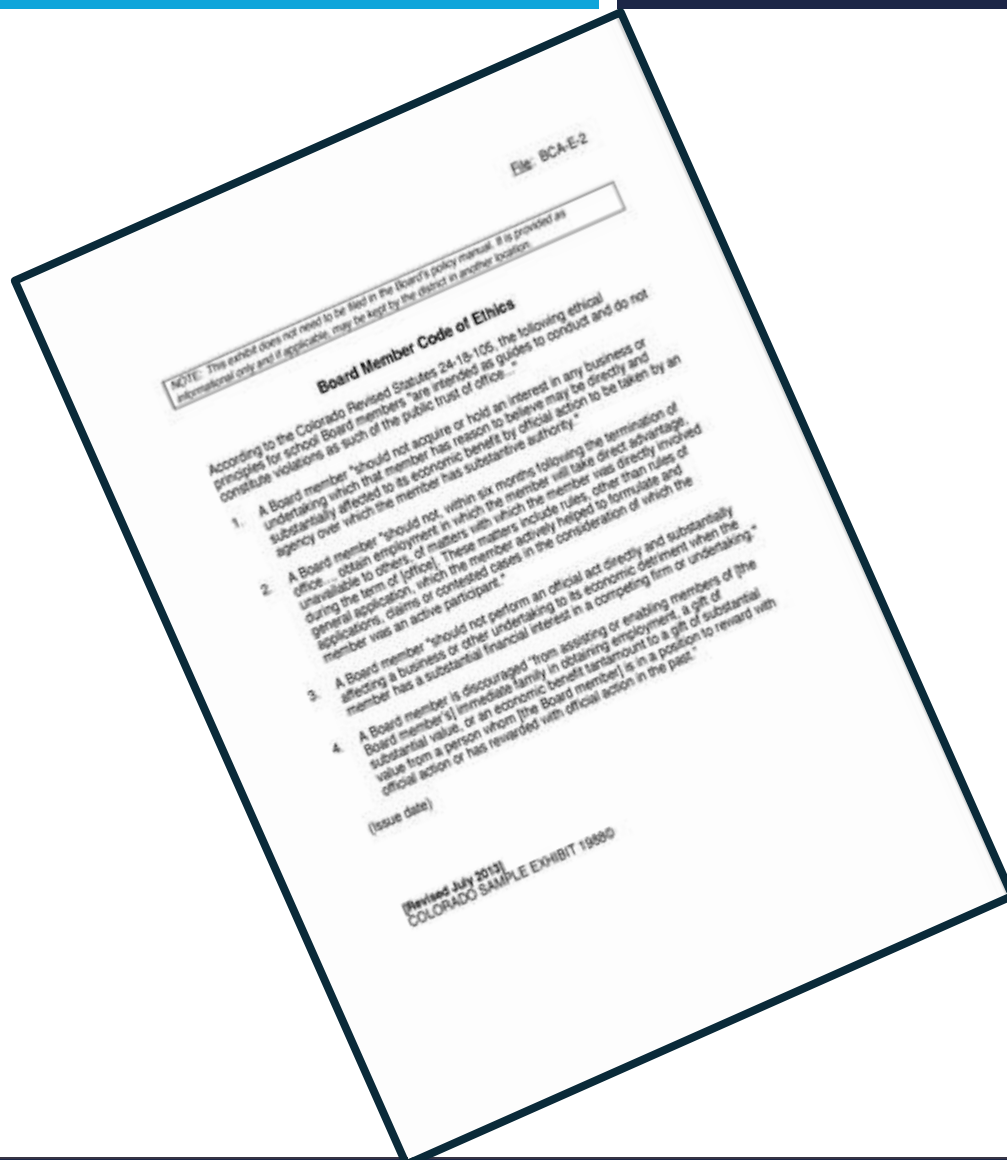 File: BCA-E-2
NOTE: This exhibit does not need to be filed in the Board's policy manual. It is provided as
informational only and if applicable, may be kept by the district in another location.
Board Member Code of Ethics
According to the Colorado Revised Statutes 24-18-105, the following ethical
principles for school Board members "are intended as guides to conduct and do not
constitute violations as such of the public trust of office..."
1. A Board member "should not acquire or hold an interest in any business or
undertaking which that member has reason to believe may be directly and
substantially affected to its economic benefit by official action to be taken by an
agency over which the member has substantive authority."
2. A Board member "should not, within six months following the termination of
office... obtain employment in which the member will take direct advantage,
unavailable to others, of matters with which the member was directly involved
during the term of [office]. These matters include rules, other than rules of
general application, which the member actively helped to formulate and
applications, claims or contested cases in the consideration of which the
member was an active participant."
3. A Board member "should not perform an official act directly and substantially
affecting a business or other undertaking to its economic detriment when the
member has a substantial financial interest in a competing firm or undertaking."
4. A Board member is discouraged "from assisting or enabling members of [the
Board member's] immediate family in obtaining employment, a gift of
substantial value, or an economic benefit tantamount to a gift of substantial
value from a person whom [the Board member] is in a position to reward with
official action or has rewarded with official action in the past."
(Issue date)
[Revised July 2013]
COLORADO SAMPLE EXHIBIT 1988©